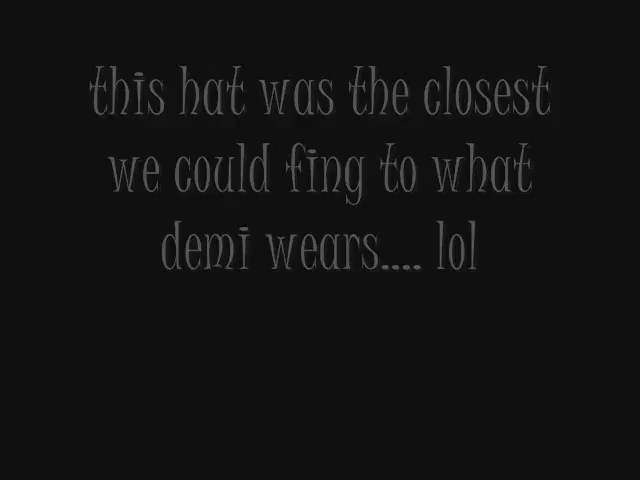 this hat was the closest
we could fing to what
demi wears.... lol